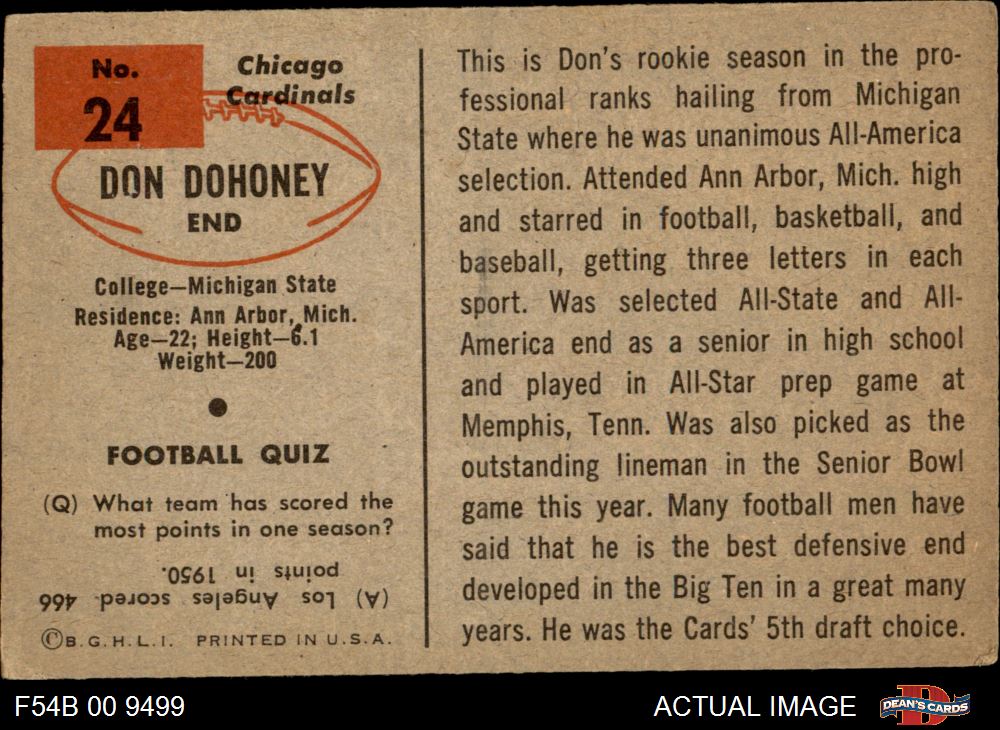 No.
24
Chicago
Cardinals
DON DOHONEY
END
College—Michigan State
Residence: Ann Arbor, Mich.
Age—22; Height—6.1
Weight—200
FOOTBALL QUIZ
(Q) What team has scored the
most points in one season?
(A) Los Angeles scored 466
points in 1950.
©B.G.H.L.I. PRINTED IN U.S.A.
This is Don's rookie season in the pro-
fessional ranks hailing from Michigan
State where he was unanimous All-America
selection. Attended Ann Arbor, Mich. high
and starred in football, basketball, and
baseball, getting three letters in each
sport. Was selected All-State and All-
America end as a senior in high school
and played in All-Star prep game at
Memphis, Tenn. Was also picked as the
outstanding lineman in the Senior Bowl
game this year. Many football men have
said that he is the best defensive end
developed in the Big Ten in a great many
years. He was the Cards' 5th draft choice.
F54B 00 9499
ACTUAL IMAGE
D
DEAN'S CARDS